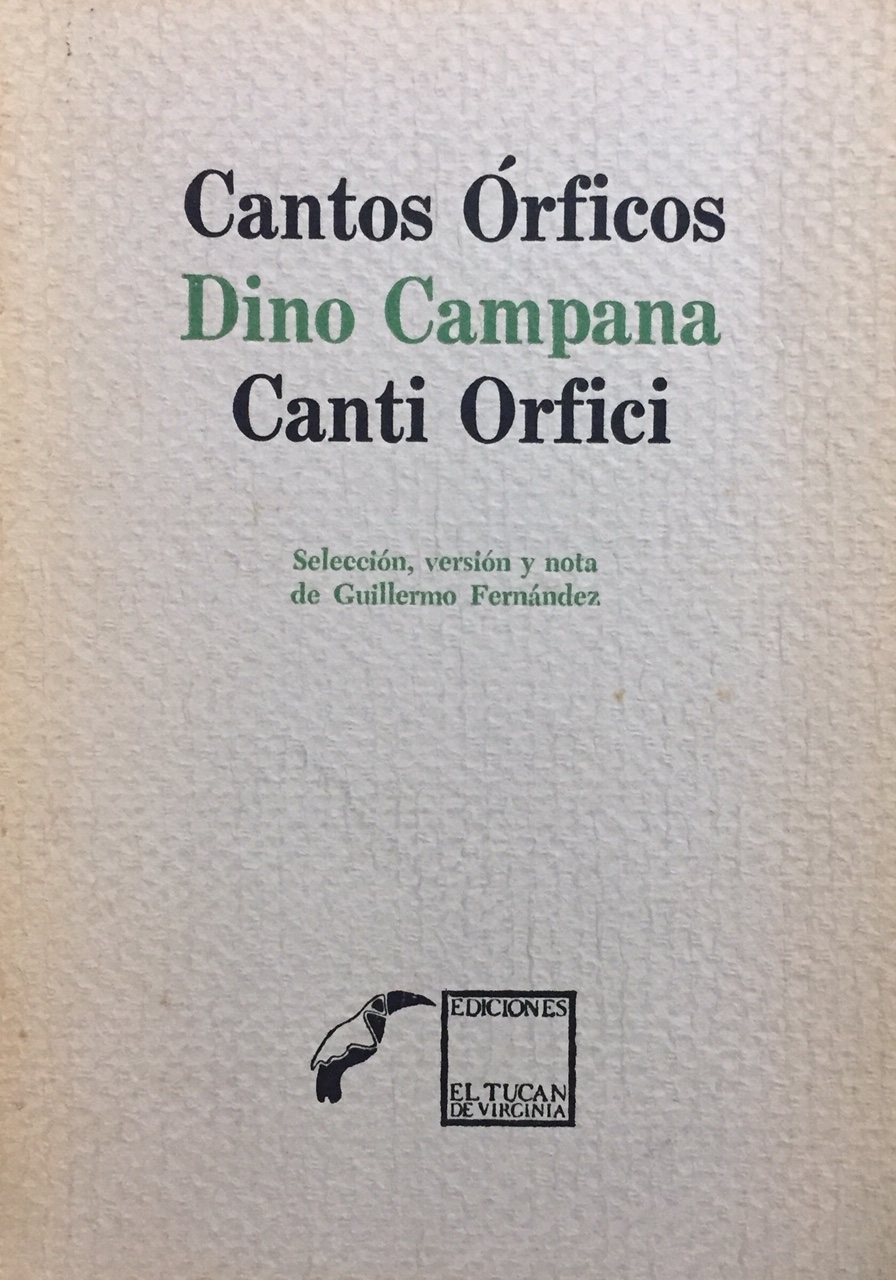 Cantos Órficos
Dino Campana
Canti Orfici
Selección, versión y nota
de Guillermo Fernández
EDICIONES
EL TUCAN
DE VIRGINIA